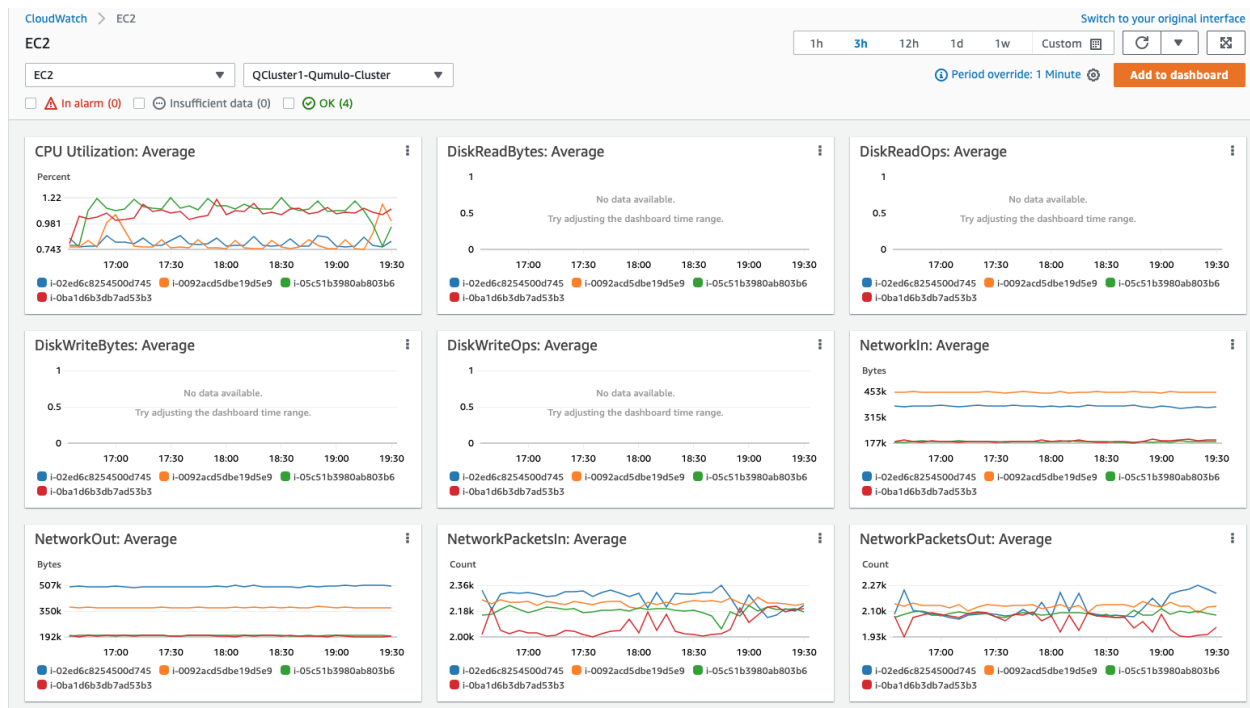 CloudWatch > EC2
Switch to your original interface
EC2
1h 3h 12h 1d 1w Custom
EC2 QCluster1-Qumulo-Cluster
Period override: 1 Minute Add to dashboard
In alarm (0) Insufficient data (0) OK (4)
CPU Utilization: Average
Percent
1.22
0.981
0.743
17:00 17:30 18:00 18:30 19:00 19:30
i-02ed6c8254500d745 i-0092acd5dbe19d5e9 i-05c51b3980ab803b6
i-0ba1d6b3db7ad53b3
DiskReadBytes: Average
1
No data available.
0.5
Try adjusting the dashboard time range.
0
17:00 17:30 18:00 18:30 19:00 19:30
i-02ed6c8254500d745 i-0092acd5dbe19d5e9 i-05c51b3980ab803b6
i-0ba1d6b3db7ad53b3
DiskReadOps: Average
1
No data available.
0.5
Try adjusting the dashboard time range.
0
17:00 17:30 18:00 18:30 19:00 19:30
i-02ed6c8254500d745 i-0092acd5dbe19d5e9 i-05c51b3980ab803b6
i-0ba1d6b3db7ad53b3
DiskWriteBytes: Average
1
No data available.
0.5
Try adjusting the dashboard time range.
0
17:00 17:30 18:00 18:30 19:00 19:30
i-02ed6c8254500d745 i-0092acd5dbe19d5e9 i-05c51b3980ab803b6
i-0ba1d6b3db7ad53b3
DiskWriteOps: Average
1
No data available.
0.5
Try adjusting the dashboard time range.
0
17:00 17:30 18:00 18:30 19:00 19:30
i-02ed6c8254500d745 i-0092acd5dbe19d5e9 i-05c51b3980ab803b6
i-0ba1d6b3db7ad53b3
NetworkIn: Average
Bytes
453k
315k
177k
17:00 17:30 18:00 18:30 19:00 19:30
i-02ed6c8254500d745 i-0092acd5dbe19d5e9 i-05c51b3980ab803b6
i-0ba1d6b3db7ad53b3
NetworkOut: Average
Bytes
507k
350k
192k
17:00 17:30 18:00 18:30 19:00 19:30
i-02ed6c8254500d745 i-0092acd5dbe19d5e9 i-05c51b3980ab803b6
i-0ba1d6b3db7ad53b3
NetworkPacketsIn: Average
Count
2.36k
2.18k
2.00k
17:00 17:30 18:00 18:30 19:00 19:30
i-02ed6c8254500d745 i-0092acd5dbe19d5e9 i-05c51b3980ab803b6
i-0ba1d6b3db7ad53b3
NetworkPacketsOut: Average
Count
2.27k
2.10k
1.93k
17:00 17:30 18:00 18:30 19:00 19:30
i-02ed6c8254500d745 i-0092acd5dbe19d5e9 i-05c51b3980ab803b6
i-0ba1d6b3db7ad53b3